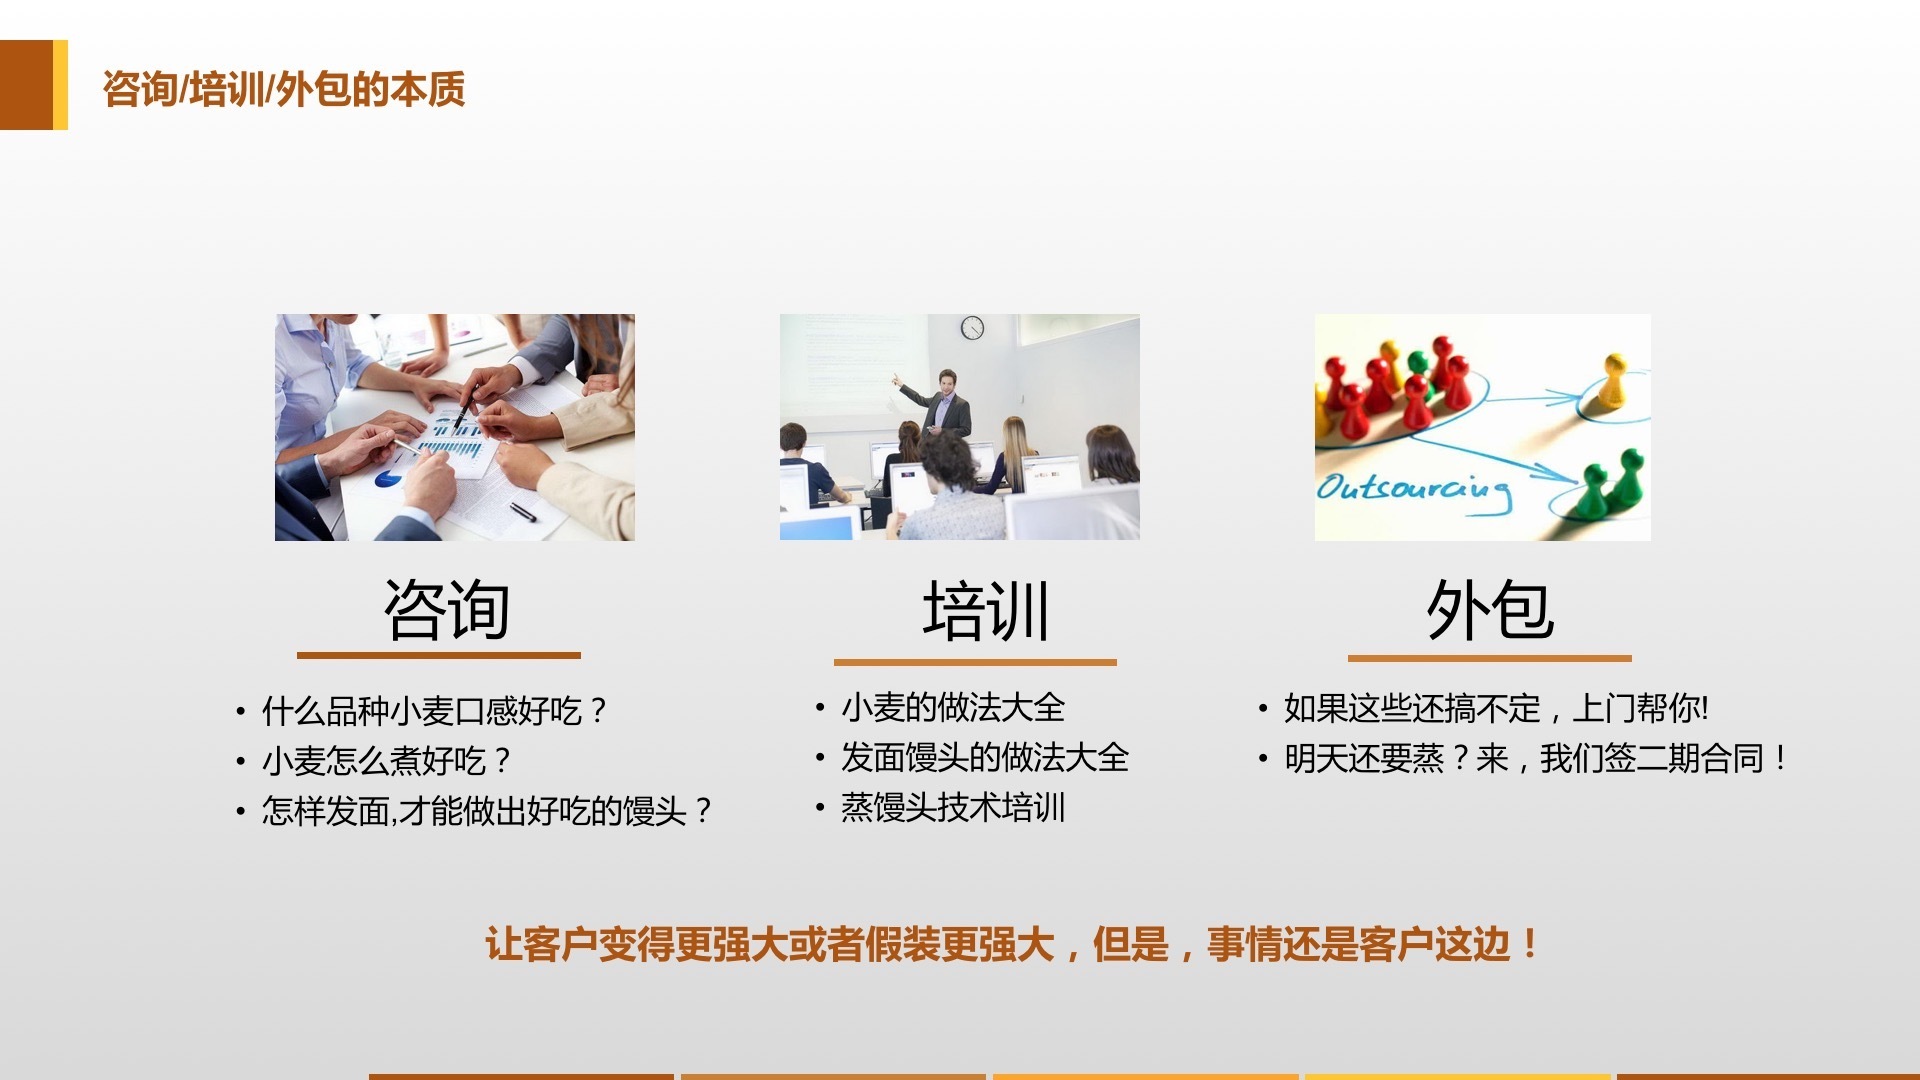 咨询/培训/外包的本质
Outsourcing
咨询
培训
外包
• 什么品种小麦口感好吃？
• 小麦怎么煮好吃？
• 怎样发面,才能做出好吃的馒头？
• 小麦的做法大全
• 发面馒头的做法大全
• 蒸馒头技术培训
• 如果这些还搞不定，上门帮你!
• 明天还要蒸？来，我们签二期合同！
让客户变得更强大或者假装更强大，但是，事情还是客户这边！